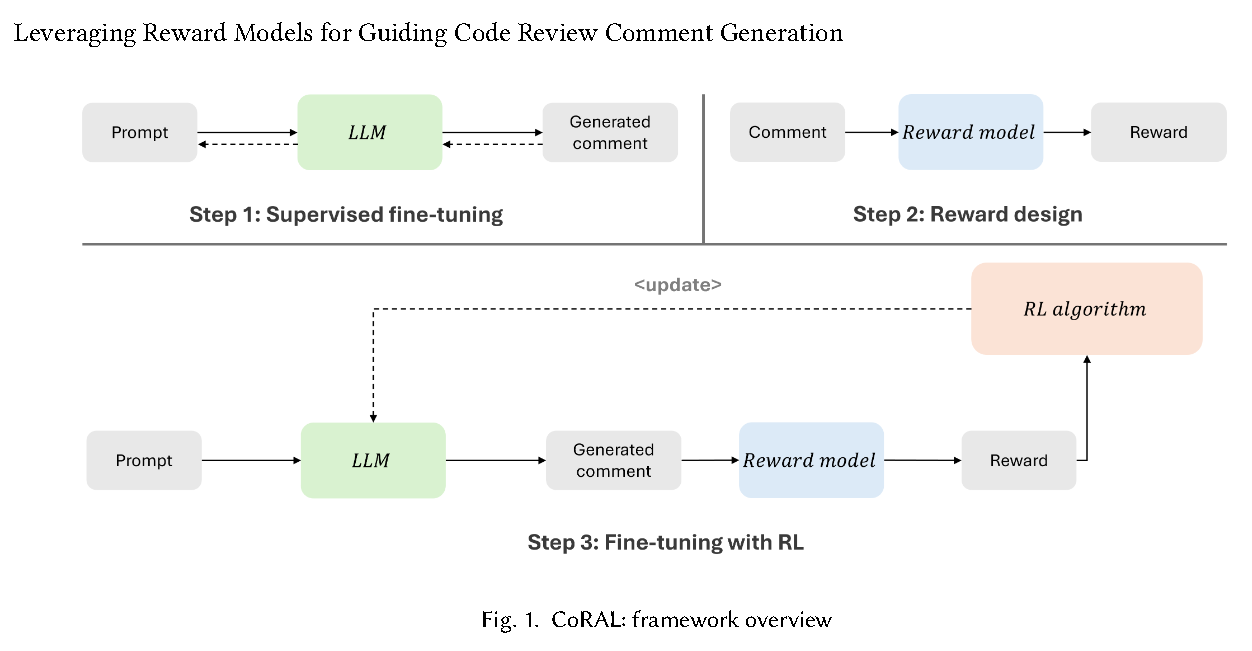 Leveraging Reward Models for Guiding Code Review Comment Generation
Prompt
LLM
Generated
comment
Step 1: Supervised fine-tuning
Comment
Reward model
Reward
Step 2: Reward design
<update>
RL algorithm
Prompt
LLM
Generated
comment
Reward model
Reward
Step 3: Fine-tuning with RL
Fig. 1. CoRAL: framework overview